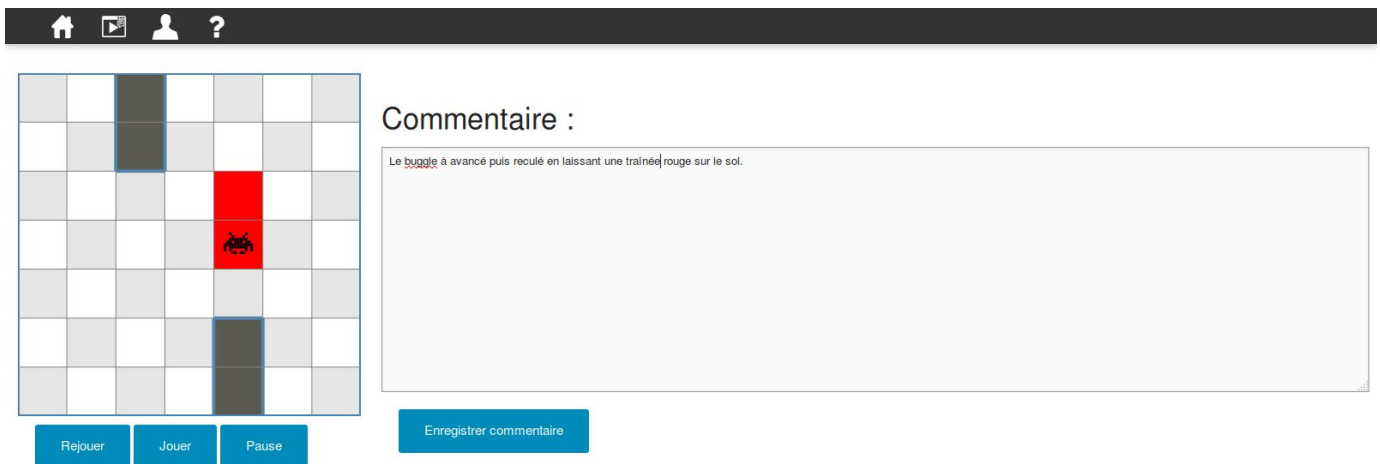 ?
Commentaire :
Le buggle à avancé puis reculé en laissant une traînée rouge sur le sol.
Rejouer
Jouer
Pause
Enregistrer commentaire